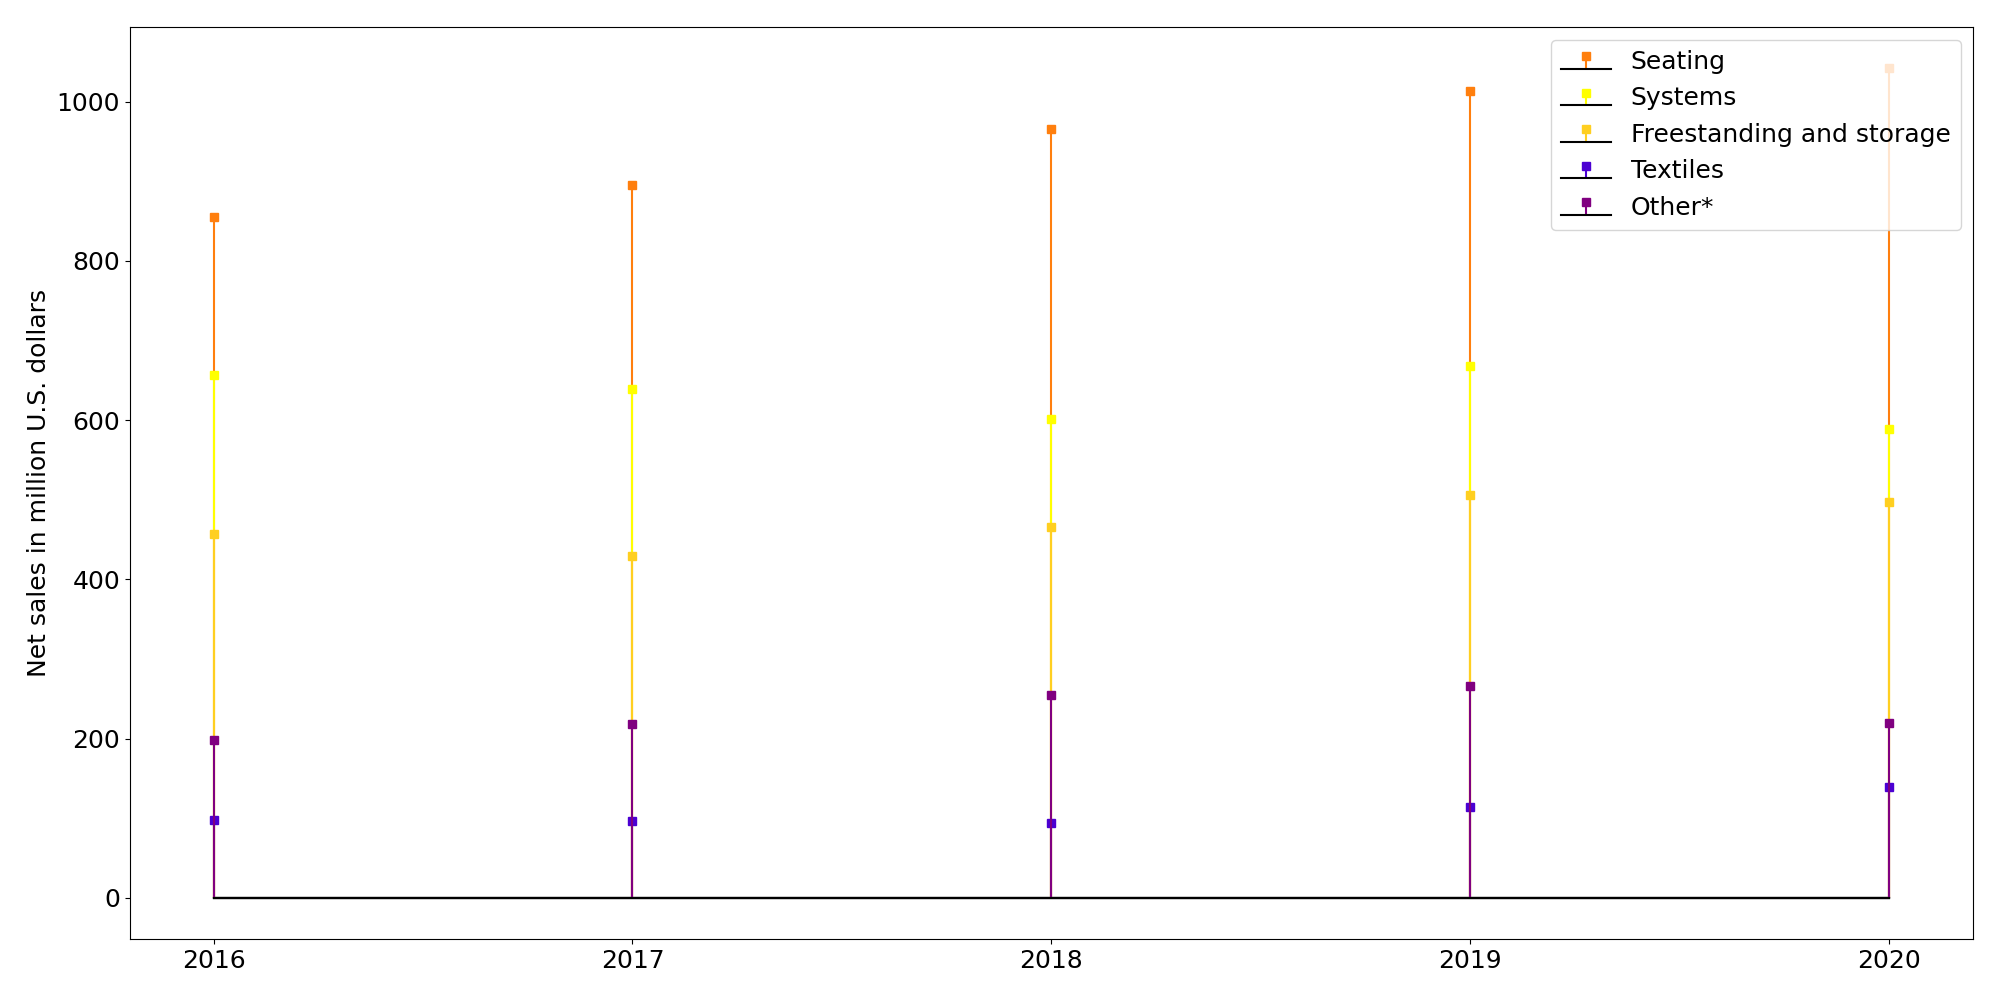 Net sales in million U.S. dollars
1000
800
600
400
200
0
2016
2017
2018
2019
2020
Seating
Systems
Freestanding and storage
Textiles
Other*